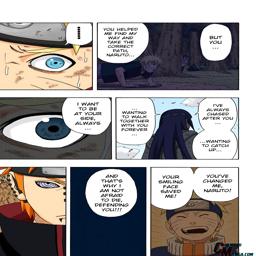 BUT
YOU
...
YOU HELPED
ME FIND
MY WAY
AND TAKE
THE
CORRECT
PATH,
NARUTO...
!
I'VE
ALWAYS
CHASED
AFTER YOU
...
...
WANTING
TO CATCH
UP...
...
WANTING
TO WALK
TOGETHER
WITH YOU
FOREVER
...
I WANT
TO BE
AT YOUR
SIDE,
ALWAYS
...
YOU'VE
CHANGED ME,
NARUTO!
YOUR
SMILING
FACE
SAVED ME!
AND
THAT'S
WHY I
AM NOT
AFRAID
TO DIE,
DEFENDING
YOU!!!